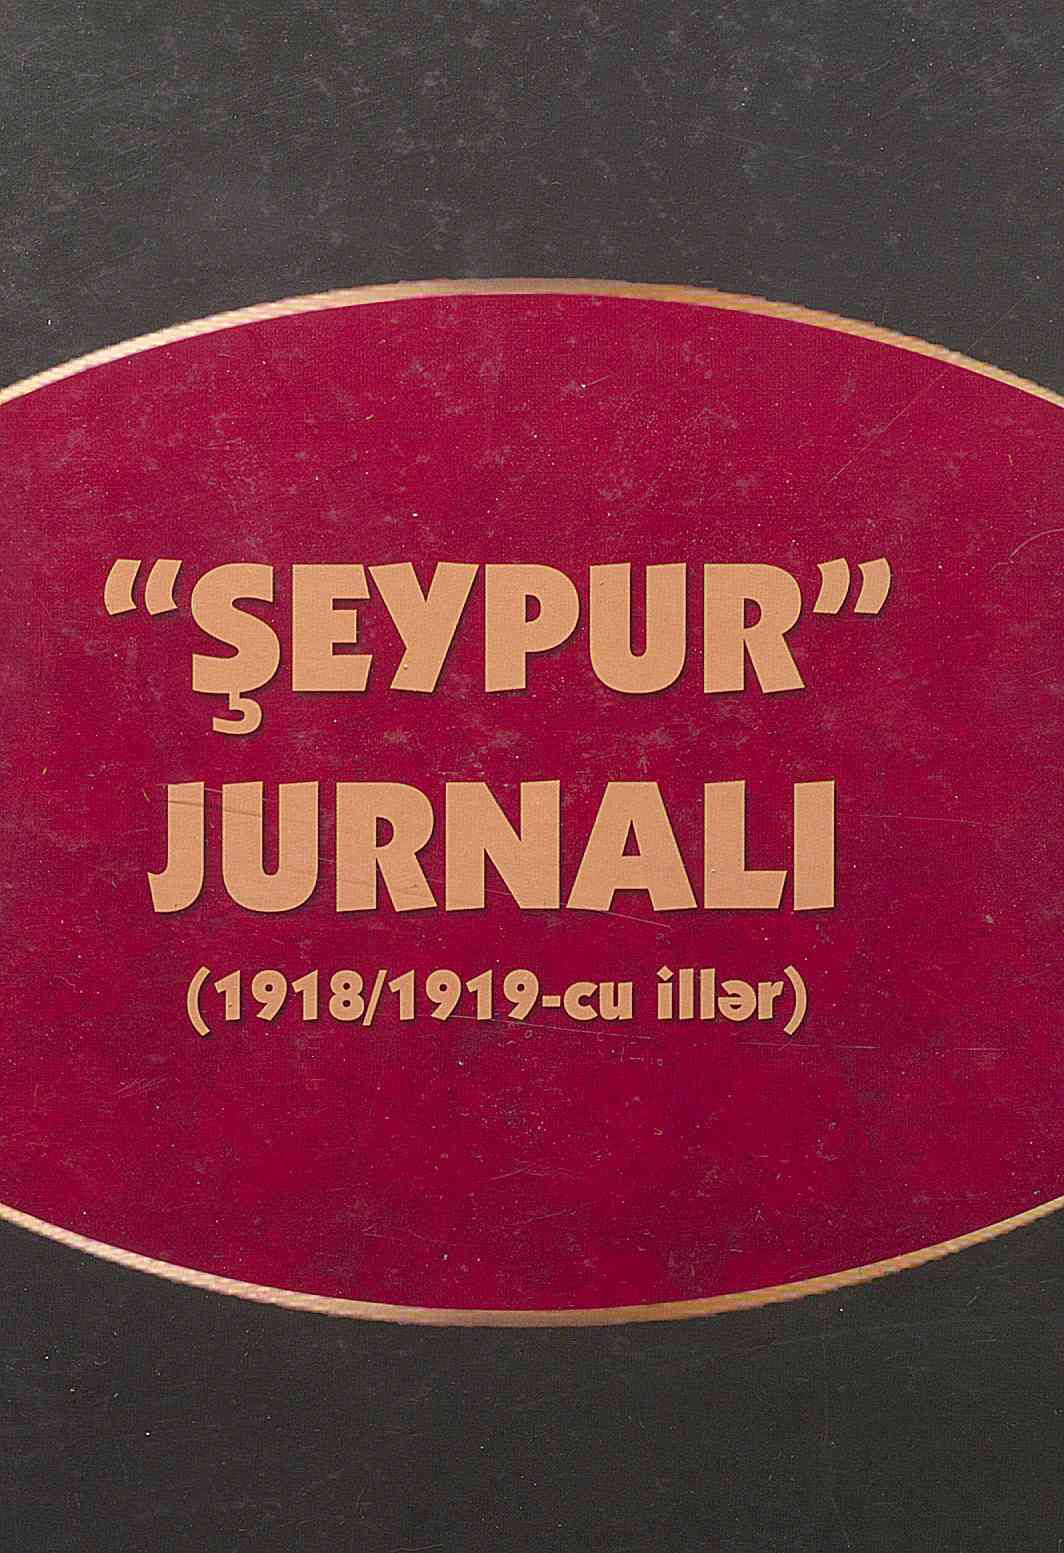 “ŞEYPUR”
JURNALI
(1918/1919-cu illər)